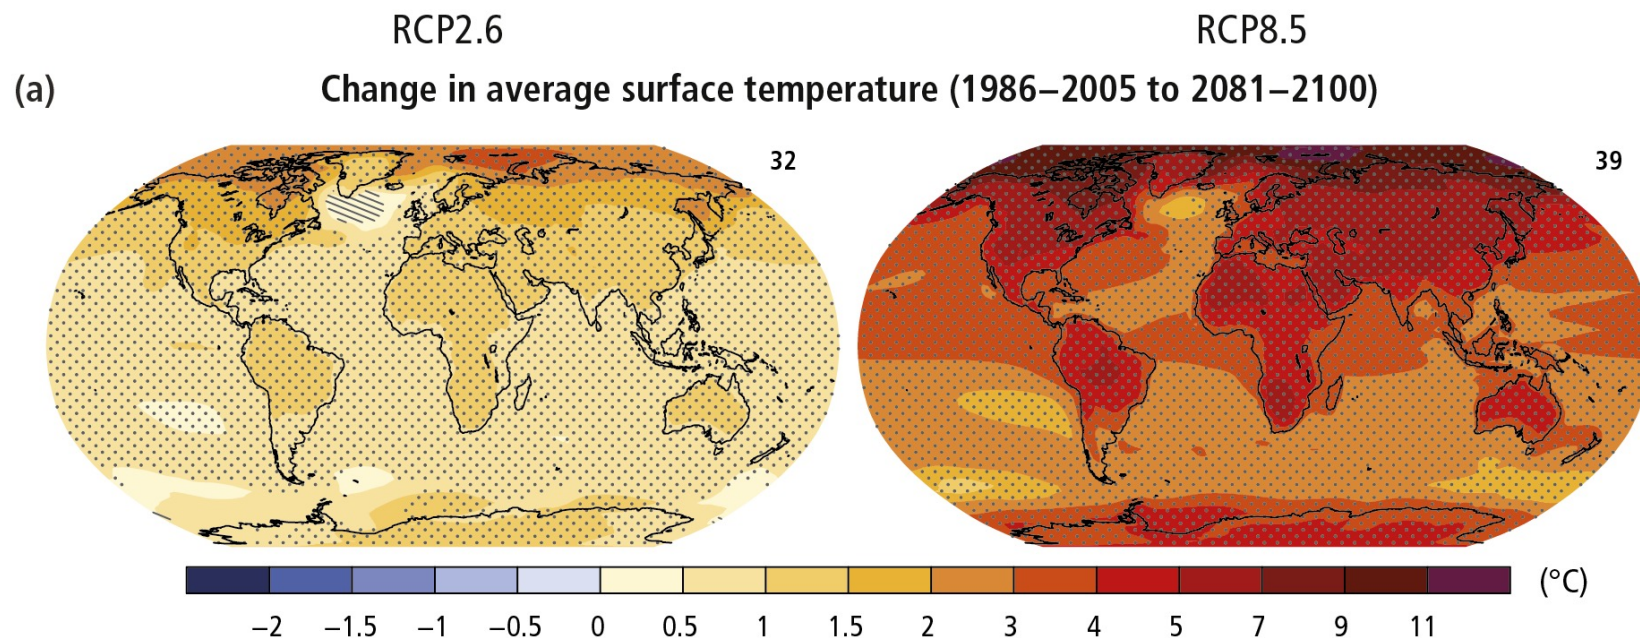 RCP2.6 RCP8.5
(a) Change in average surface temperature (1986–2005 to 2081–2100)
32 39
(°C)
−2 −1.5 −1 −0.5 0 0.5 1 1.5 2 3 4 5 7 9 11